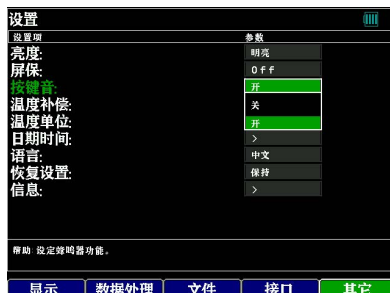 设置
设置项 参数
亮度: 明亮
屏保: Off
按键音: 开
温度补偿: 关
温度单位: 开
日期时间: >
语言: 中文
恢复设置: 保持
信息: >
帮助: 设定蜂鸣器功能。
显示 数据处理 文件 接口 其它